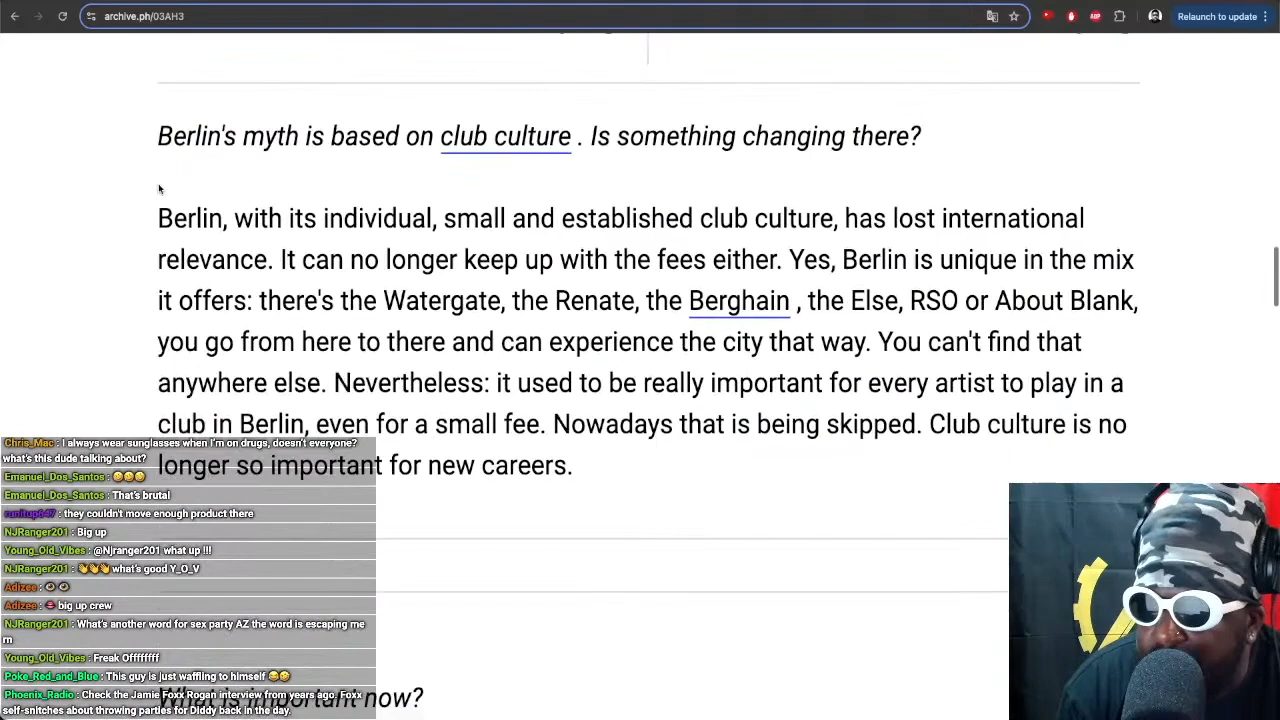 archive.ph/03AH3
Relaunch to update
Berlin's myth is based on club culture . Is something changing there?
Berlin, with its individual, small and established club culture, has lost international
relevance. It can no longer keep up with the fees either. Yes, Berlin is unique in the mix
it offers: there's the Watergate, the Renate, the Berghain , the Else, RSO or About Blank,
you go from here to there and can experience the city that way. You can't find that
anywhere else. Nevertheless: it used to be really important for every artist to play in a
club in Berlin, even for a small fee. Nowadays that is being skipped. Club culture is no
longer so important for new careers.
What is important now?
Chris_Mac : I always wear sunglasses when I'm on drugs, doesn't everyone?
what's this dude talking about?
Emanuel_Dos_Santos : 🤣🤣🤣
Emanuel_Dos_Santos : That's brutal
runitup647 : they couldn't move enough product there
NJRanger201 : Big up
Young_Old_Vibes : @Njranger201 what up !!!
NJRanger201 : 👋👋👋 what's good Y_O_V
Adizee : 👁️ 👁️
Adizee : 👄 big up crew
NJRanger201 : What's another word for sex party AZ the word is escaping me
rn
Young_Old_Vibes : Freak Offfffffff
Poke_Red_and_Blue : This guy is just waffling to himself 😂🤣
Phoenix_Radio : Check the Jamie Foxx Rogan interview from years ago. Foxx
self-snitches about throwing parties for Diddy back in the day.